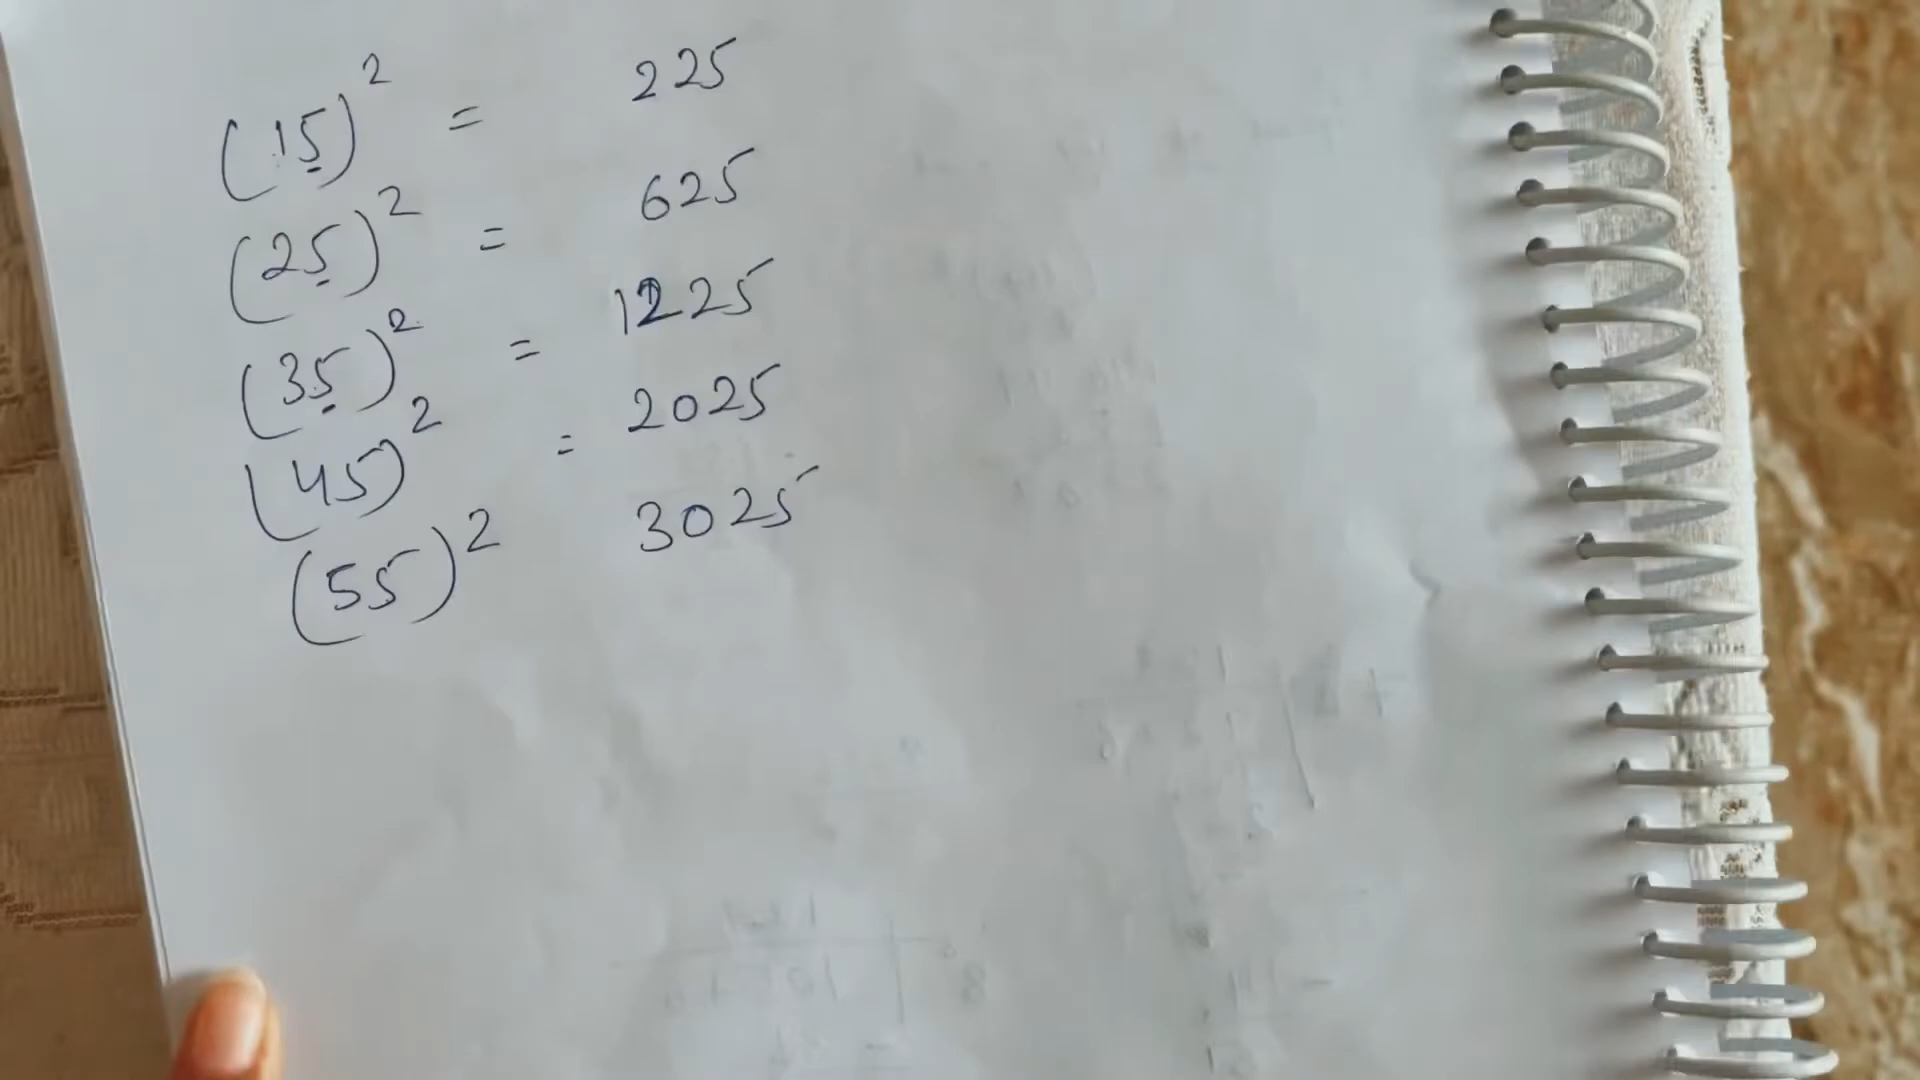 (15)² = 225
(25)² = 625
(35)² = 1225
(45)² = 2025
(55)² 3025